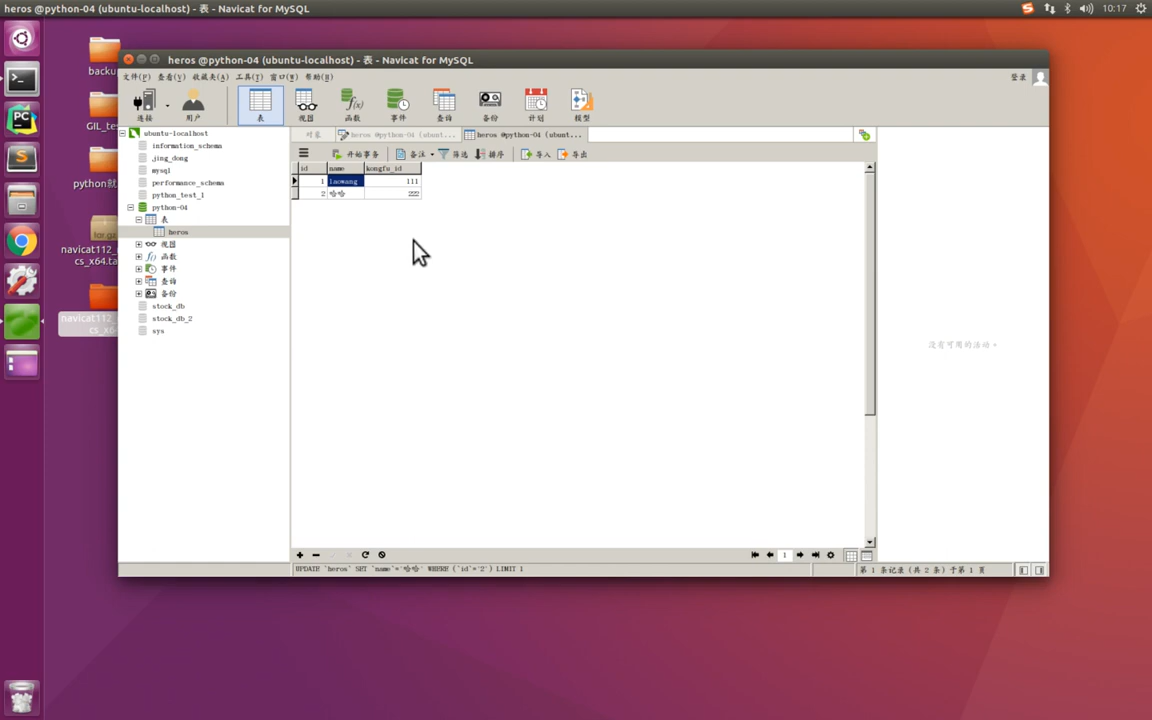 heros @python-04 (ubuntu-localhost) - 表 - Navicat for MySQL
10:17
backu
GIL_te
python就
navicat112_
cs_x64.ta
navicat112_
cs_x6
heros @python-04 (ubuntu-localhost) - 表 - Navicat for MySQL
文件(F) 查看(V) 收藏夹(A) 工具(T) 窗口(W) 帮助(H)
登录
连接 用户 表 视图 函数 事件 查询 备份 计划 模型
ubuntu-localhost
information_schema
jing_dong
mysql
performance_schema
python_test_1
python-04
表
heros
视图
函数
事件
查询
备份
stock_db
stock_db_2
sys
对象 heros @python-04 (ubunt... heros @python-04 (ubunt...
开始事务 备注 筛选 排序 导入 导出
id name kongfu_id
1 laowang 111
2 哈哈 222
没有可用的活动。
1
UPDATE `heros` SET `name`='哈哈' WHERE (`id`='2') LIMIT 1
第 1 条记录 (共 2 条) 于第 1 页